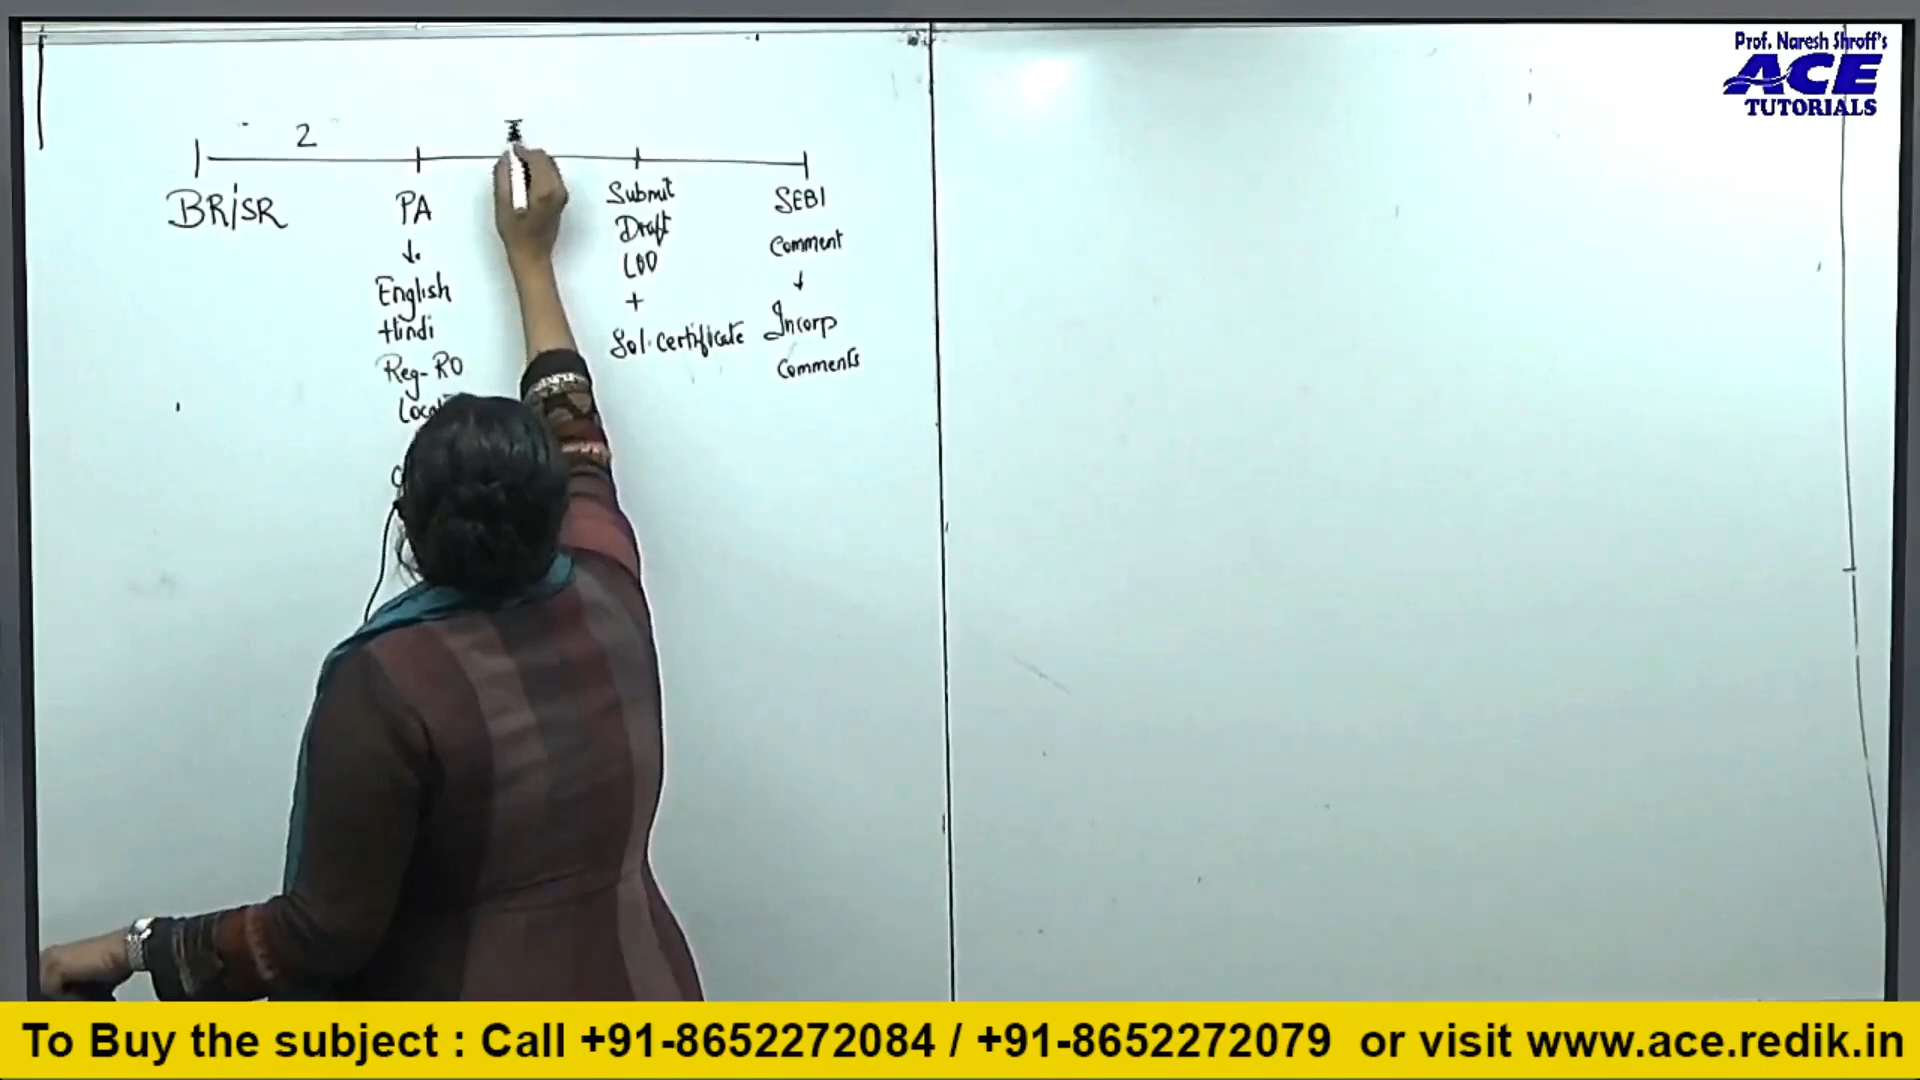 Prof. Naresh Shroff's
ACE
TUTORIALS
2
BR/SR
PA
English
Hindi
Reg-RO
Submit
Draft
LOO
+
Sol. Certificate
SEBI
Comment
Incorp
Comments
To Buy the subject : Call +91-8652272084 / +91-8652272079 or visit www.ace.redik.in